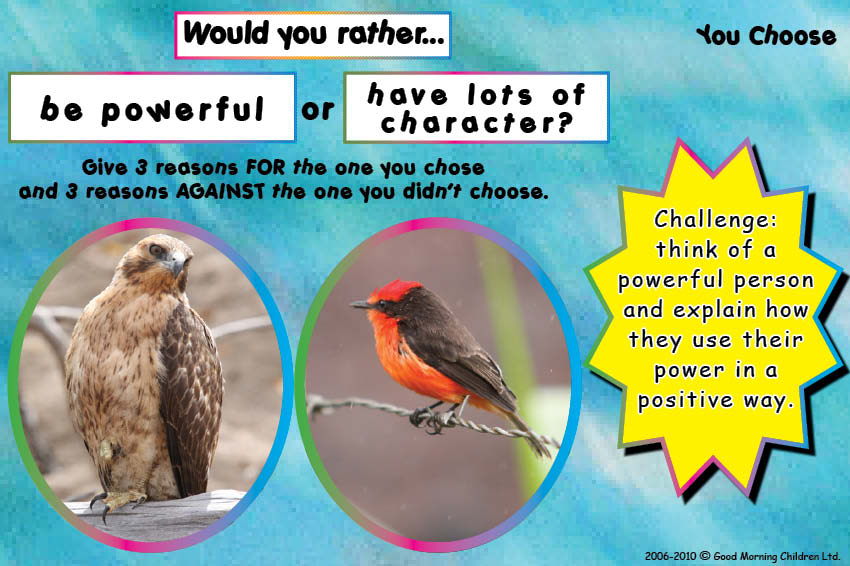 Would you rather...
You Choose
be powerful
or
have lots of
character?
Give 3 reasons FOR the one you chose
and 3 reasons AGAINST the one you didn't choose.
Challenge:
think of a
powerful person
and explain how
they use their
power in a
positive way.
2006-2010 © Good Morning Children Ltd.